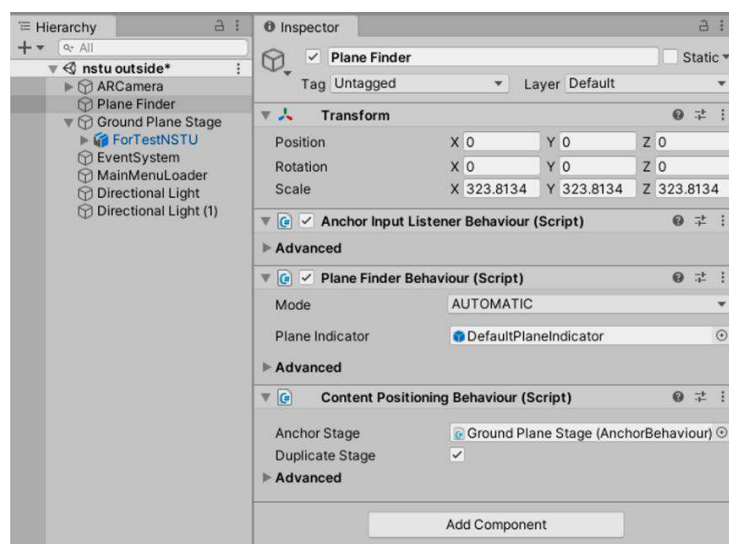 Hierarchy
All
nstu outside*
ARCamera
Plane Finder
Ground Plane Stage
ForTestNSTU
EventSystem
MainMenuLoader
Directional Light
Directional Light (1)
Inspector
Plane Finder
Static
Tag Untagged Layer Default
Transform
Position X 0 Y 0 Z 0
Rotation X 0 Y 0 Z 0
Scale X 323.8134 Y 323.8134 Z 323.8134
Anchor Input Listener Behaviour (Script)
Advanced
Plane Finder Behaviour (Script)
Mode AUTOMATIC
Plane Indicator DefaultPlaneIndicator
Advanced
Content Positioning Behaviour (Script)
Anchor Stage Ground Plane Stage (AnchorBehaviour)
Duplicate Stage
Advanced
Add Component